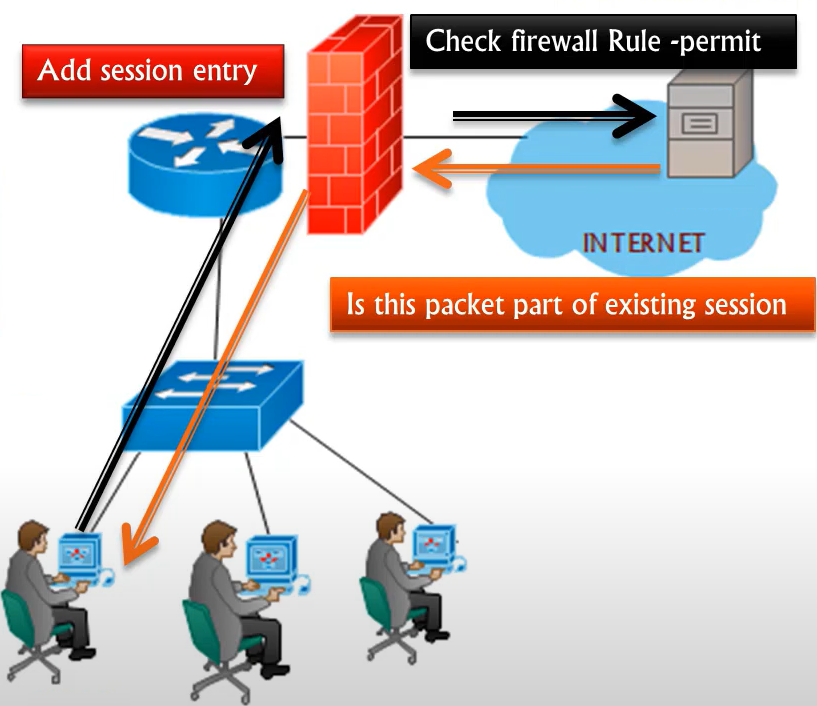 Check firewall Rule -permit
Add session entry
INTERNET
Is this packet part of existing session